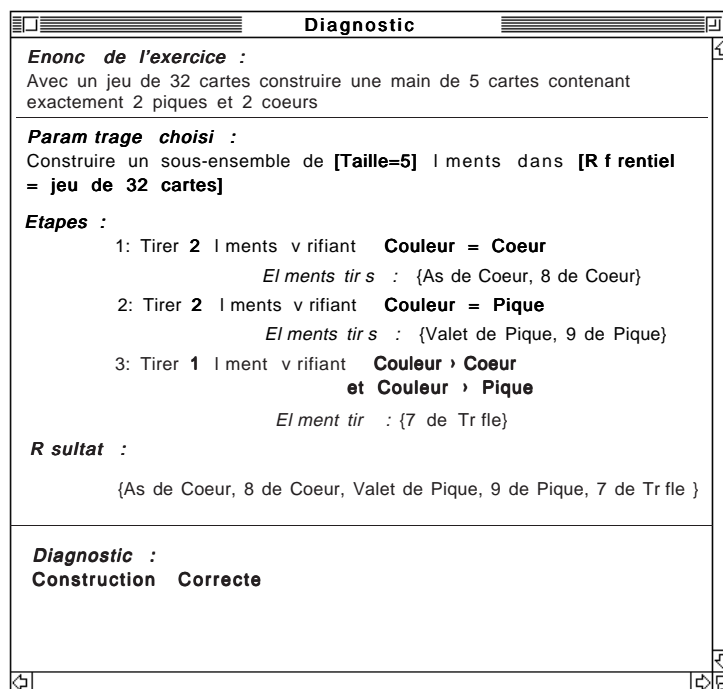 Diagnostic
Enonc de l'exercice :
Avec un jeu de 32 cartes construire une main de 5 cartes contenant
exactement 2 piques et 2 coeurs
Param trage choisi :
Construire un sous-ensemble de [Taille=5] l ments dans [R f rentiel
= jeu de 32 cartes]
Etapes :
1: Tirer 2 l ments v rifiant Couleur = Coeur
El ments tir s : {As de Coeur, 8 de Coeur}
2: Tirer 2 l ments v rifiant Couleur = Pique
El ments tir s : {Valet de Pique, 9 de Pique}
3: Tirer 1 l ment v rifiant Couleur › Coeur
et Couleur › Pique
El ment tir : {7 de Tr fle}
R sultat :
{As de Coeur, 8 de Coeur, Valet de Pique, 9 de Pique, 7 de Tr fle }
Diagnostic :
Construction Correcte